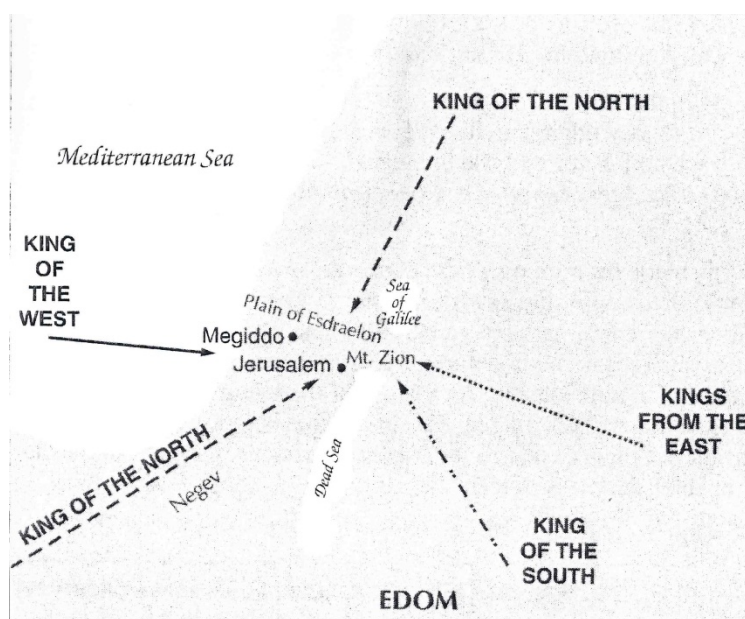 KING OF THE NORTH
Mediterranean Sea
KING
OF
THE
WEST
Sea
of
Galilee
Plain of Esdraelon
Megiddo
Jerusalem
Mt. Zion
KINGS
FROM THE
EAST
KING OF THE NORTH
Negev
Dead Sea
KING
OF THE
SOUTH
EDOM